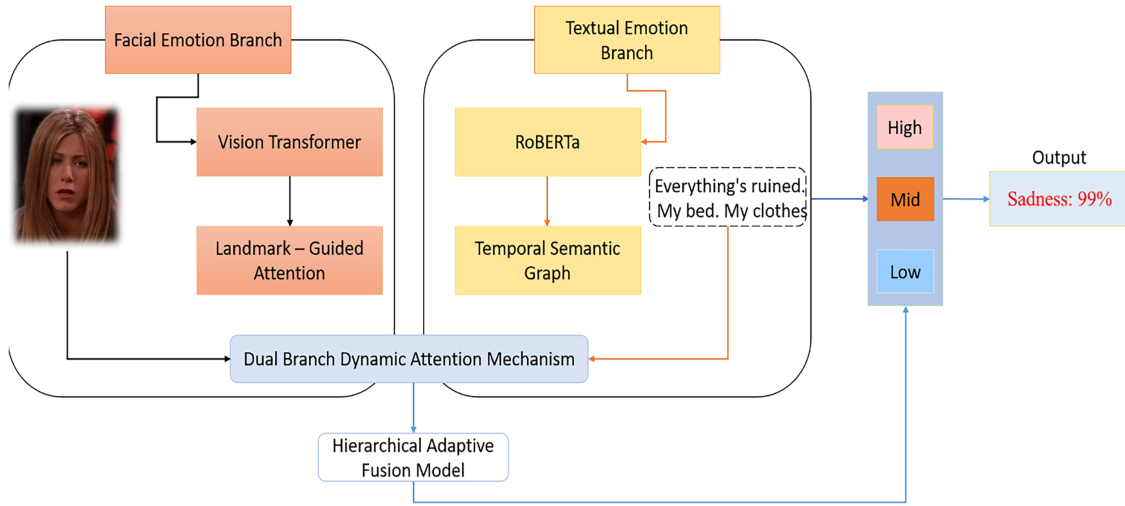 Facial Emotion Branch
Textual Emotion
Branch
Vision Transformer
RoBERTa
High
Output
Everything's ruined.
My bed. My clothes
Mid
Sadness: 99%
Landmark – Guided
Attention
Temporal Semantic
Graph
Low
Dual Branch Dynamic Attention Mechanism
Hierarchical Adaptive
Fusion Model